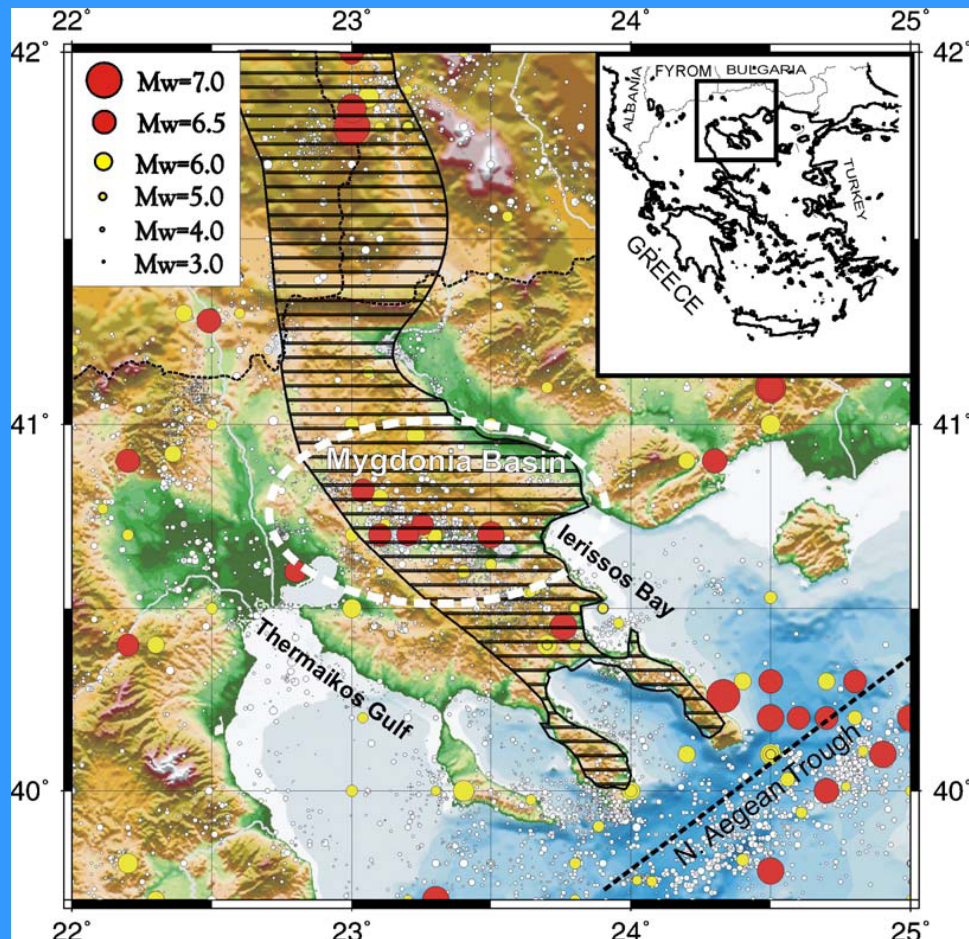 22°
23°
24°
25°
42°
42°
Mw=7.0
Mw=6.5
Mw=6.0
Mw=5.0
Mw=4.0
Mw=3.0
ALBANIA
FYROM
BULGARIA
TURKEY
GREECE
41°
41°
Mygdonia Basin
Ierissos Bay
Thermaikos Gulf
N. Aegean Trough
40°
40°
22°
23°
24°
25°